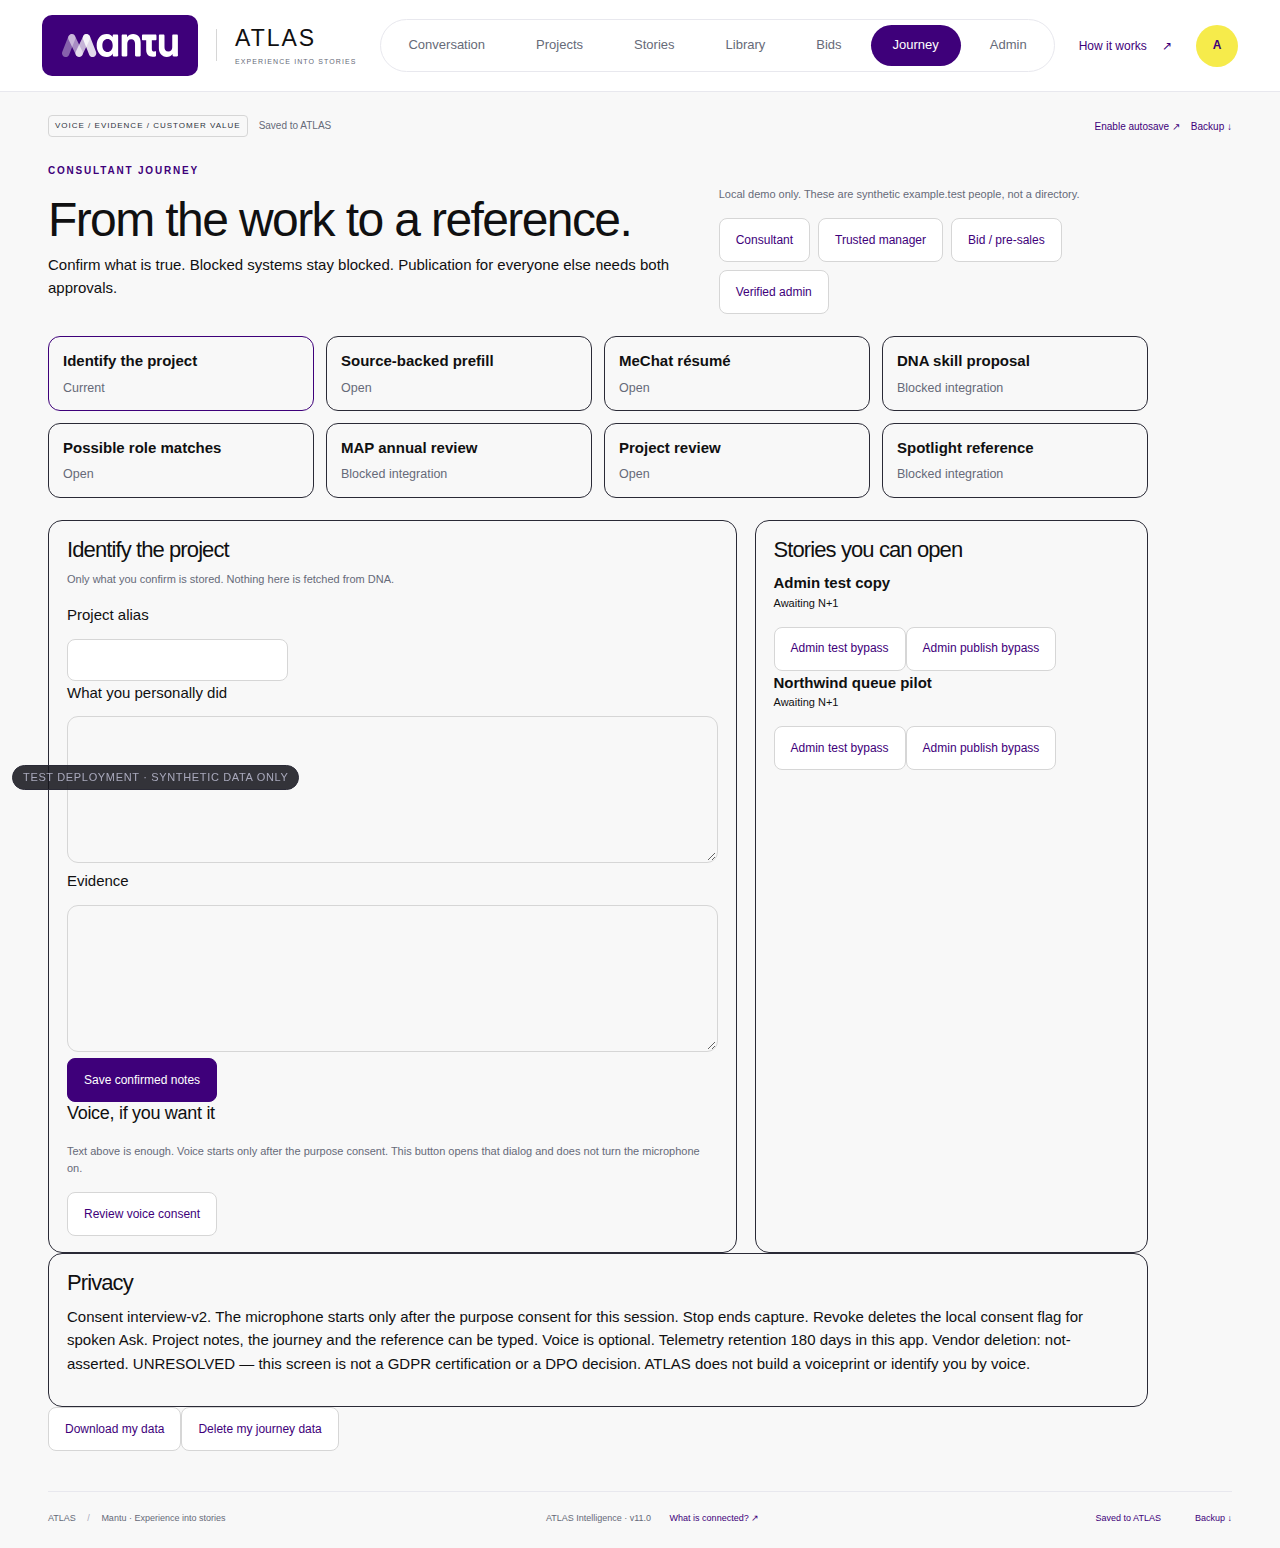 mantu
ATLAS
EXPERIENCE INTO STORIES
Conversation
Projects
Stories
Library
Bids
Journey
Admin
How it works ↗
A
VOICE / EVIDENCE / CUSTOMER VALUE
Saved to ATLAS
Enable autosave ↗
Backup ↓
CONSULTANT JOURNEY
From the work to a reference.
Confirm what is true. Blocked systems stay blocked. Publication for everyone else needs both
approvals.
Local demo only. These are synthetic example.test people, not a directory.
Consultant
Trusted manager
Bid / pre-sales
Verified admin
Identify the project
Current
Source-backed prefill
Open
MeChat résumé
Open
DNA skill proposal
Blocked integration
Possible role matches
Open
MAP annual review
Blocked integration
Project review
Open
Spotlight reference
Blocked integration
Identify the project
Only what you confirm is stored. Nothing here is fetched from DNA.
Project alias
What you personally did
TEST DEPLOYMENT · SYNTHETIC DATA ONLY
Evidence
Save confirmed notes
Voice, if you want it
Text above is enough. Voice starts only after the purpose consent. This button opens that dialog and does not turn the microphone
on.
Review voice consent
Stories you can open
Admin test copy
Awaiting N+1
Admin test bypass
Admin publish bypass
Northwind queue pilot
Awaiting N+1
Admin test bypass
Admin publish bypass
Privacy
Consent interview-v2. The microphone starts only after the purpose consent for this session. Stop ends capture. Revoke deletes the local consent flag for
spoken Ask. Project notes, the journey and the reference can be typed. Voice is optional. Telemetry retention 180 days in this app. Vendor deletion: not-
asserted. UNRESOLVED — this screen is not a GDPR certification or a DPO decision. ATLAS does not build a voiceprint or identify you by voice.
Download my data
Delete my journey data
ATLAS / Mantu · Experience into stories
ATLAS Intelligence · v11.0
What is connected? ↗
Saved to ATLAS
Backup ↓